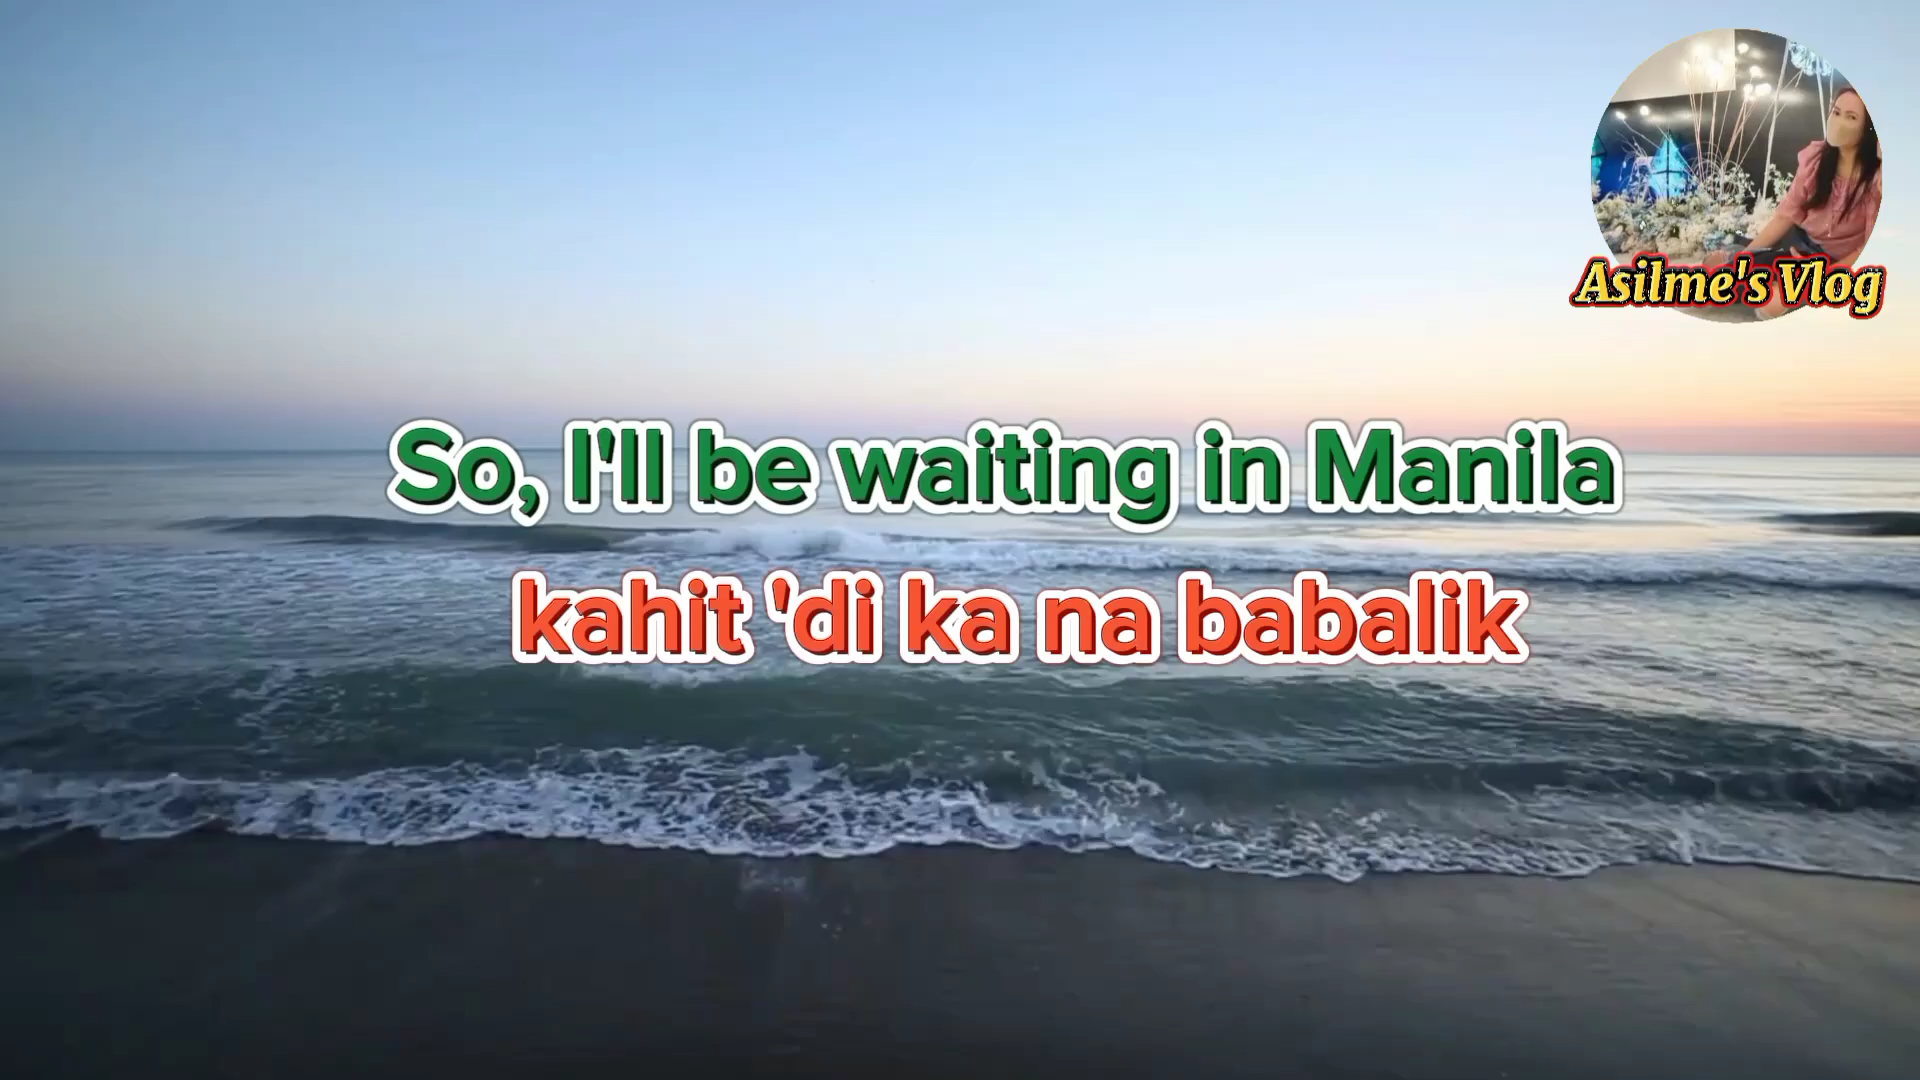 Asilme's Vlog
So, I'll be waiting in Manila
kahit 'di ka na babalik